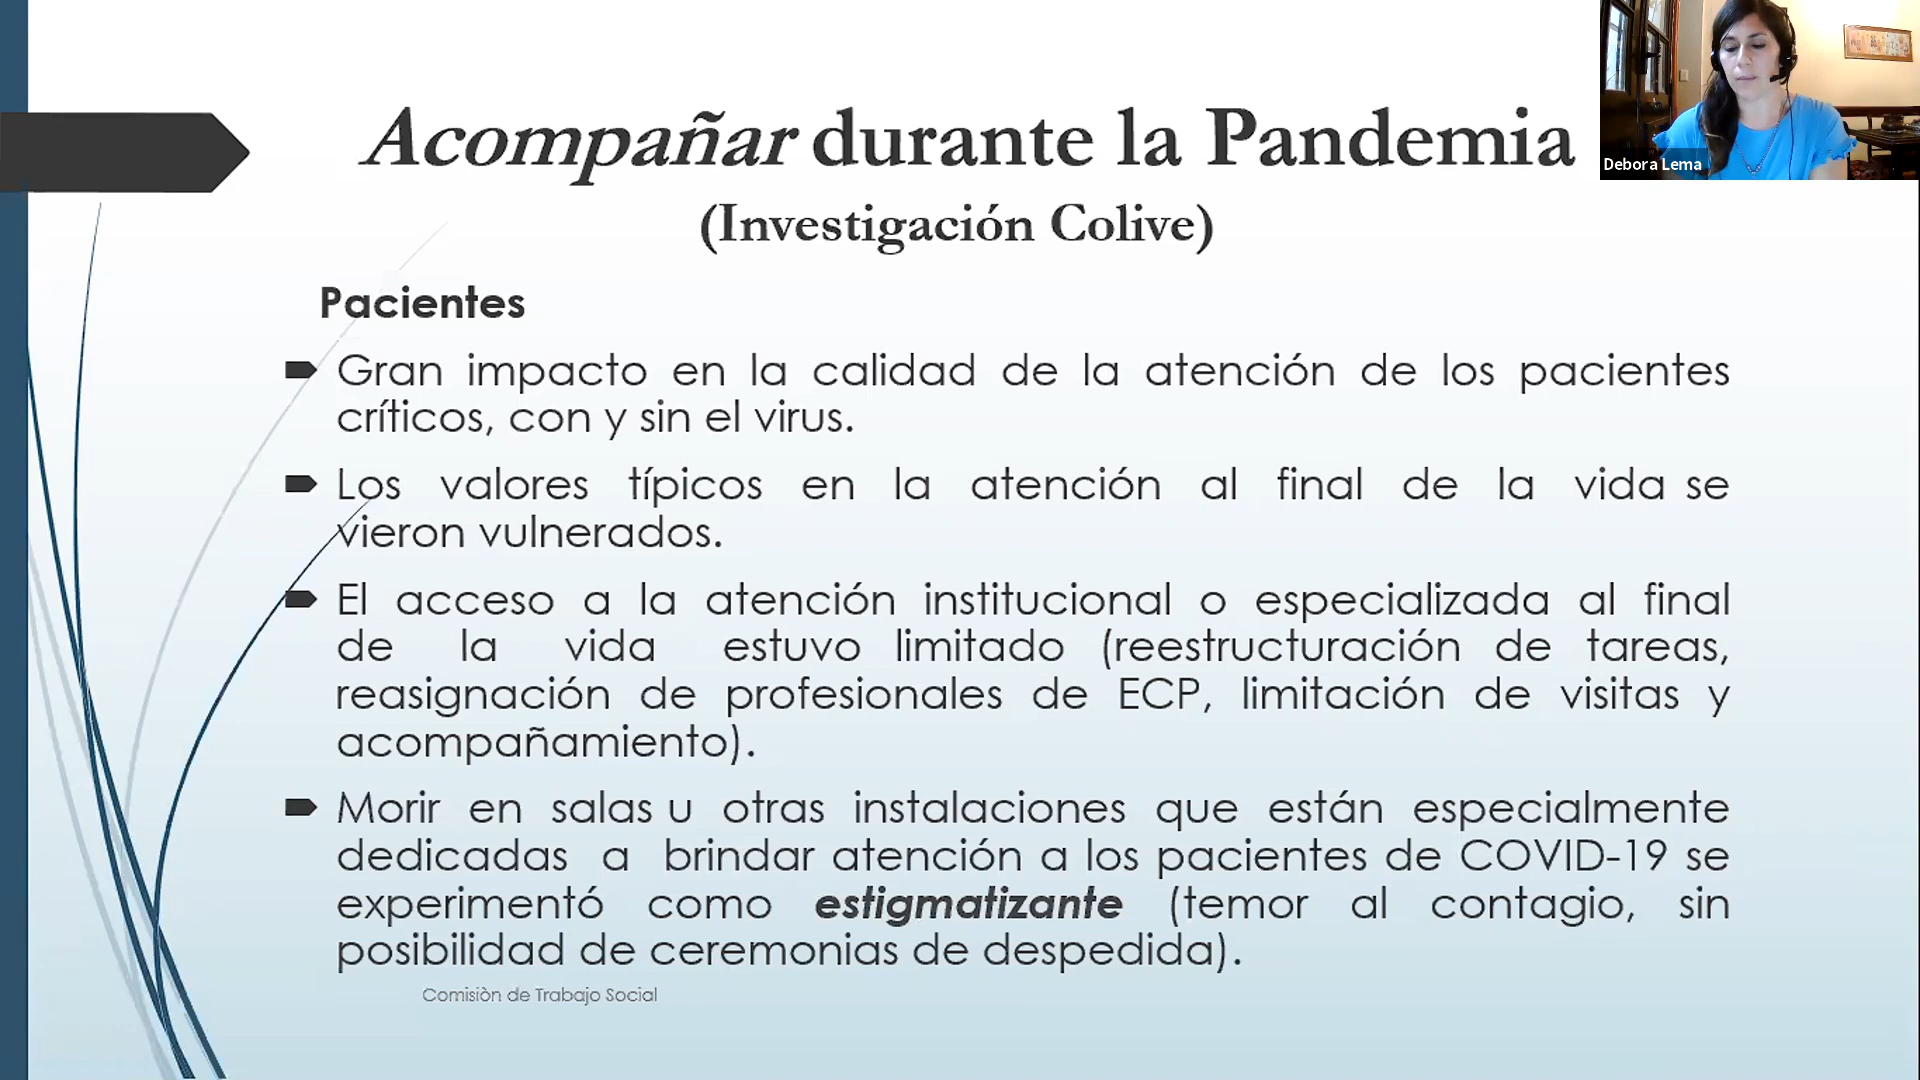 Acompañar durante la Pandemia
Debora Lema
(Investigación Colive)
Pacientes
Gran impacto en la calidad de la atención de los pacientes
críticos, con y sin el virus.
Los valores típicos en la atención al final de la vida se
vieron vulnerados.
El acceso a la atención institucional o especializada al final
de la vida estuvo limitado (reestructuración de tareas,
reasignación de profesionales de ECP, limitación de visitas y
acompañamiento).
Morir en salas u otras instalaciones que están especialmente
dedicadas a brindar atención a los pacientes de COVID-19 se
experimentó como estigmatizante (temor al contagio, sin
posibilidad de ceremonias de despedida).
Comisiòn de Trabajo Social